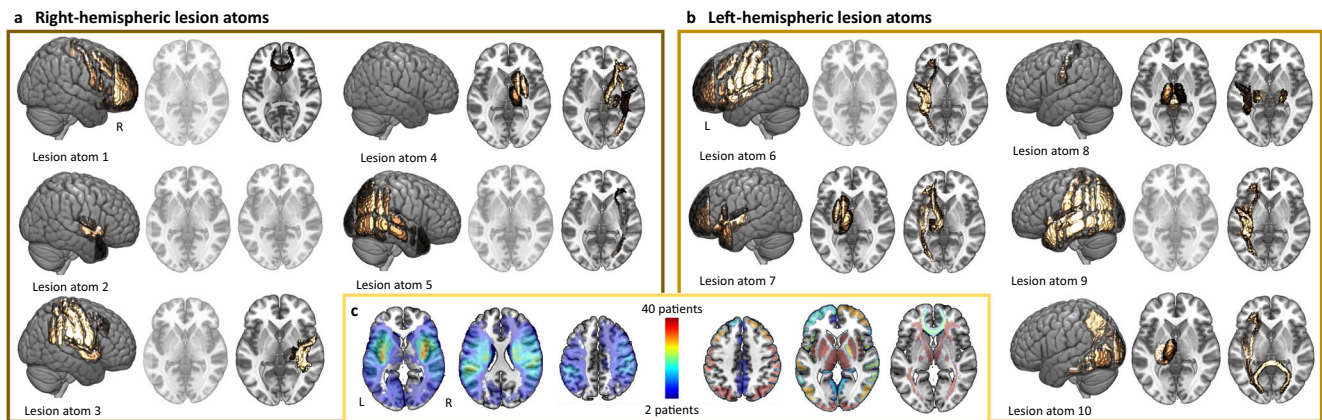 a Right-hemispheric lesion atoms
R
Lesion atom 1
Lesion atom 4
Lesion atom 2
Lesion atom 5
Lesion atom 3
b Left-hemispheric lesion atoms
L
Lesion atom 6
Lesion atom 8
Lesion atom 7
Lesion atom 9
Lesion atom 10
c
40 patients
L
R
2 patients